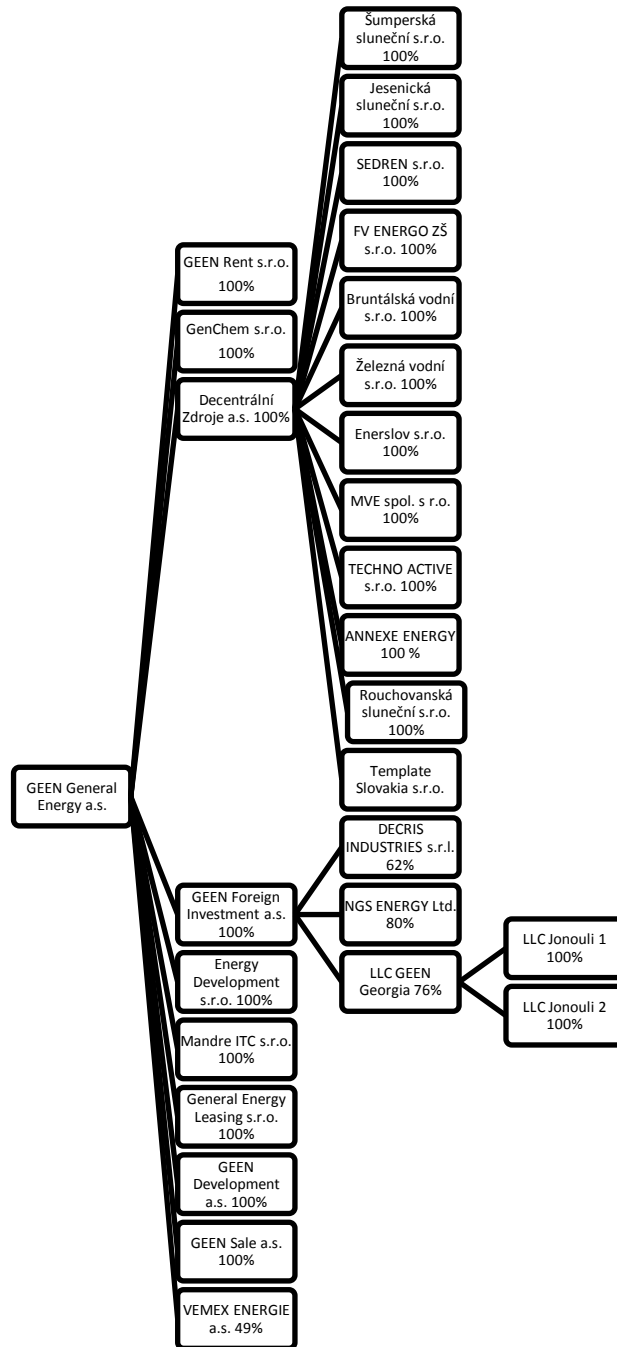 Šumperská
sluneční s.r.o.
100%
Jesenická
sluneční s.r.o.
100%
SEDREN s.r.o.
100%
FV ENERGO ZŠ
s.r.o. 100%
GEEN Rent s.r.o.
100%
Bruntálská vodní
s.r.o. 100%
GenChem s.r.o.
100%
Železná vodní
s.r.o. 100%
Decentrální
Zdroje a.s. 100%
Enerslov s.r.o.
100%
MVE spol. s r.o.
100%
TECHNO ACTIVE
s.r.o. 100%
ANNEXE ENERGY
100 %
Rouchovanská
sluneční s.r.o.
100%
GEEN General
Energy a.s.
Template
Slovakia s.r.o.
DECRIS
INDUSTRIES s.r.l.
62%
GEEN Foreign
Investment a.s.
100%
NGS ENERGY Ltd.
80%
LLC Jonouli 1
100%
Energy
Development
s.r.o. 100%
LLC GEEN
Georgia 76%
LLC Jonouli 2
100%
Mandre ITC s.r.o.
100%
General Energy
Leasing s.r.o.
100%
GEEN
Development
a.s. 100%
GEEN Sale a.s.
100%
VEMEX ENERGIE
a.s. 49%